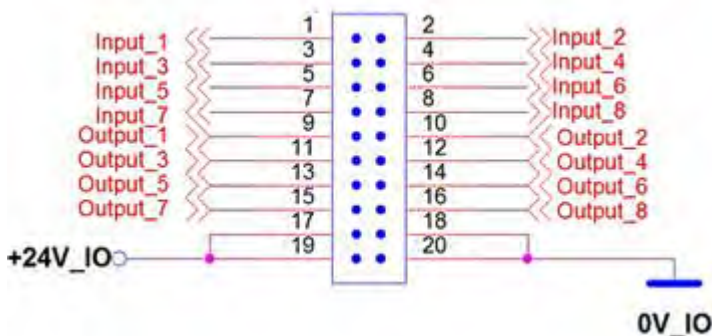 1 2
Input_1 Input_2
3 4
Input_3 Input_4
5 6
Input_5 Input_6
7 8
Input_7 Input_8
9 10
Output_1 Output_2
11 12
Output_3 Output_4
13 14
Output_5 Output_6
15 16
Output_7 Output_8
17 18
19 20
+24V_IO
0V_IO